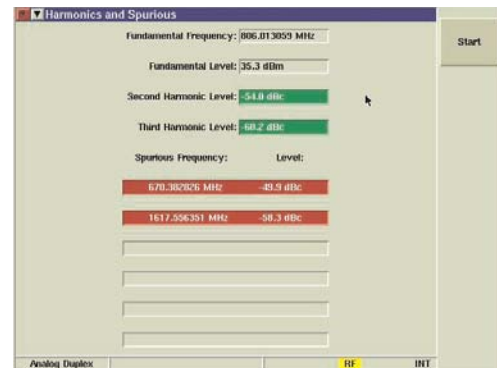 Harmonics and Spurious
Fundamental Frequency: 806.013059 MHz
Start
Fundamental Level: 35.3 dBm
Second Harmonic Level: -54.0 dBc
Third Harmonic Level: -60.2 dBc
Spurious Frequency: Level:
670.382826 MHz -49.9 dBc
1617.556351 MHz -58.3 dBc
Analog Duplex RF INT